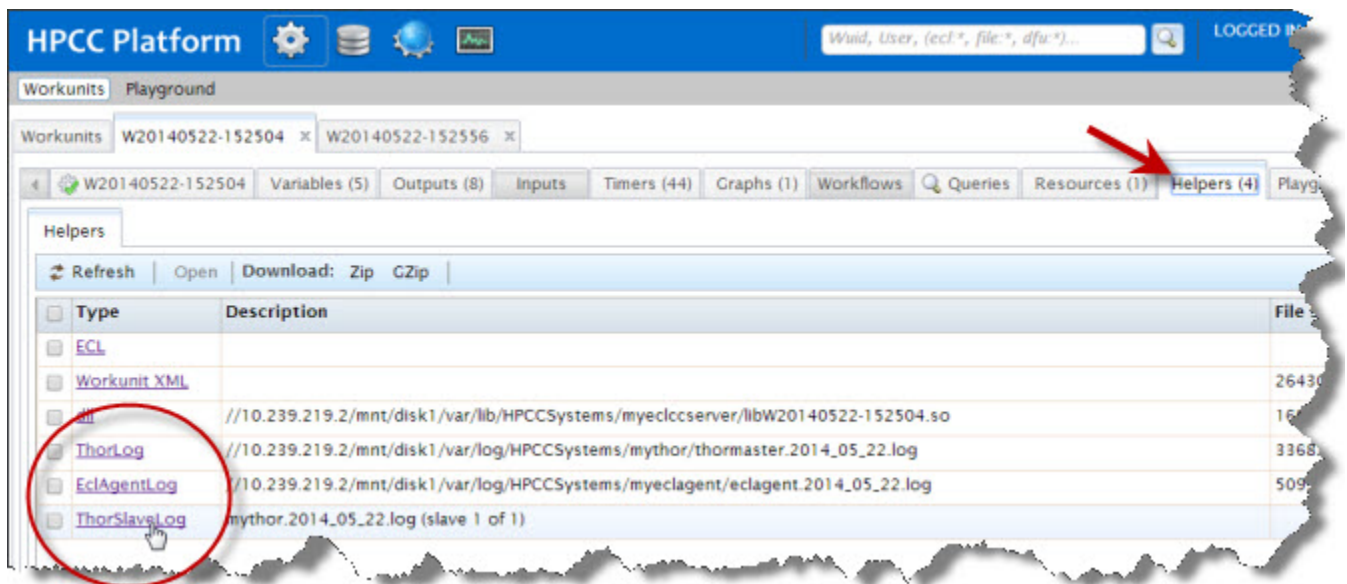 HPCC Platform Wuid, User, (ecl:*, file:*, dfu:*)... LOGGED
Workunits Playground
Workunits W20140522-152504 x W20140522-152556 x
W20140522-152504 Variables (5) Outputs (8) Inputs Timers (44) Graphs (1) Workflows Queries Resources (1) Helpers (4)
Helpers
Refresh Open Download: Zip GZip
Type Description File
ECL
Workunit XML
dll //10.239.219.2/mnt/disk1/var/lib/HPCCSystems/myeclccserver/libW20140522-152504.so
ThorLog //10.239.219.2/mnt/disk1/var/log/HPCCSystems/mythor/thormaster.2014_05_22.log
EclAgentLog //10.239.219.2/mnt/disk1/var/log/HPCCSystems/myeclagent/eclagent.2014_05_22.log
ThorSlaveLog mythor.2014_05_22.log (slave 1 of 1)